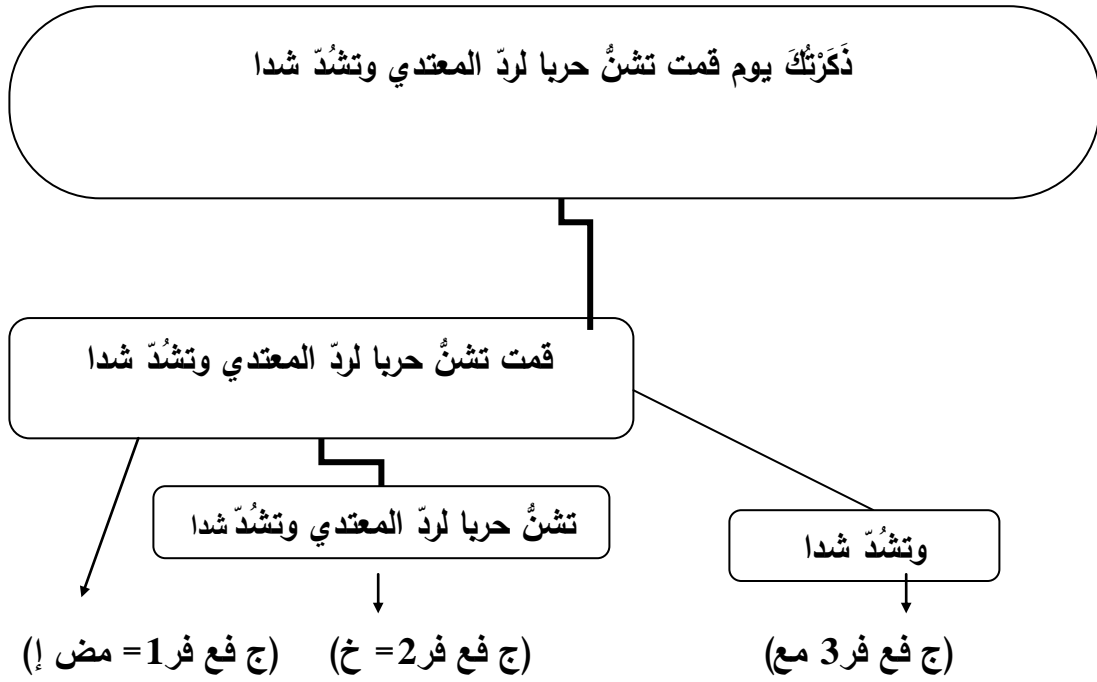 ذَكَرْتُكَ يوم قمت تشنُّ حربا لردّ المعتدي وتشُدّ شدا
قمت تشنُّ حربا لردّ المعتدي وتشُدّ شدا
تشنُّ حربا لردّ المعتدي وتشُدّ شدا
وتشُدّ شدا
(ج فع فر3 مع)
(ج فع فر2= خ)
(ج فع فر1= مض إ)